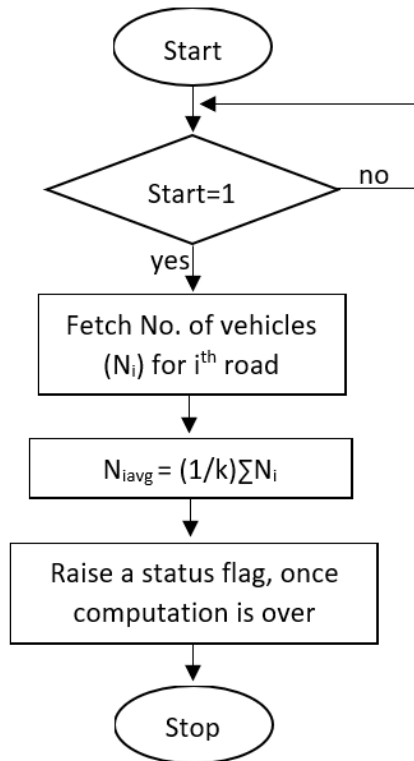 Start
Start=1
no
yes
Fetch No. of vehicles
(Nᵢ) for iᵗʰ road
Nᵢₐᵥg = (1/k)∑Nᵢ
Raise a status flag, once
computation is over
Stop